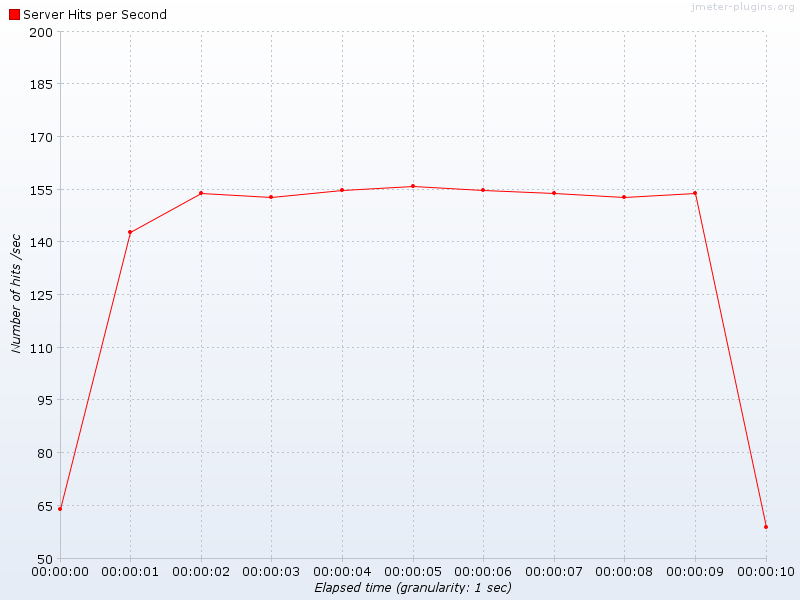 jmeter-plugins.org
Server Hits per Second
200
185
170
155
140
125
110
95
80
65
50
Number of hits /sec
00:00:00 00:00:01 00:00:02 00:00:03 00:00:04 00:00:05 00:00:06 00:00:07 00:00:08 00:00:09 00:00:10
Elapsed time (granularity: 1 sec)